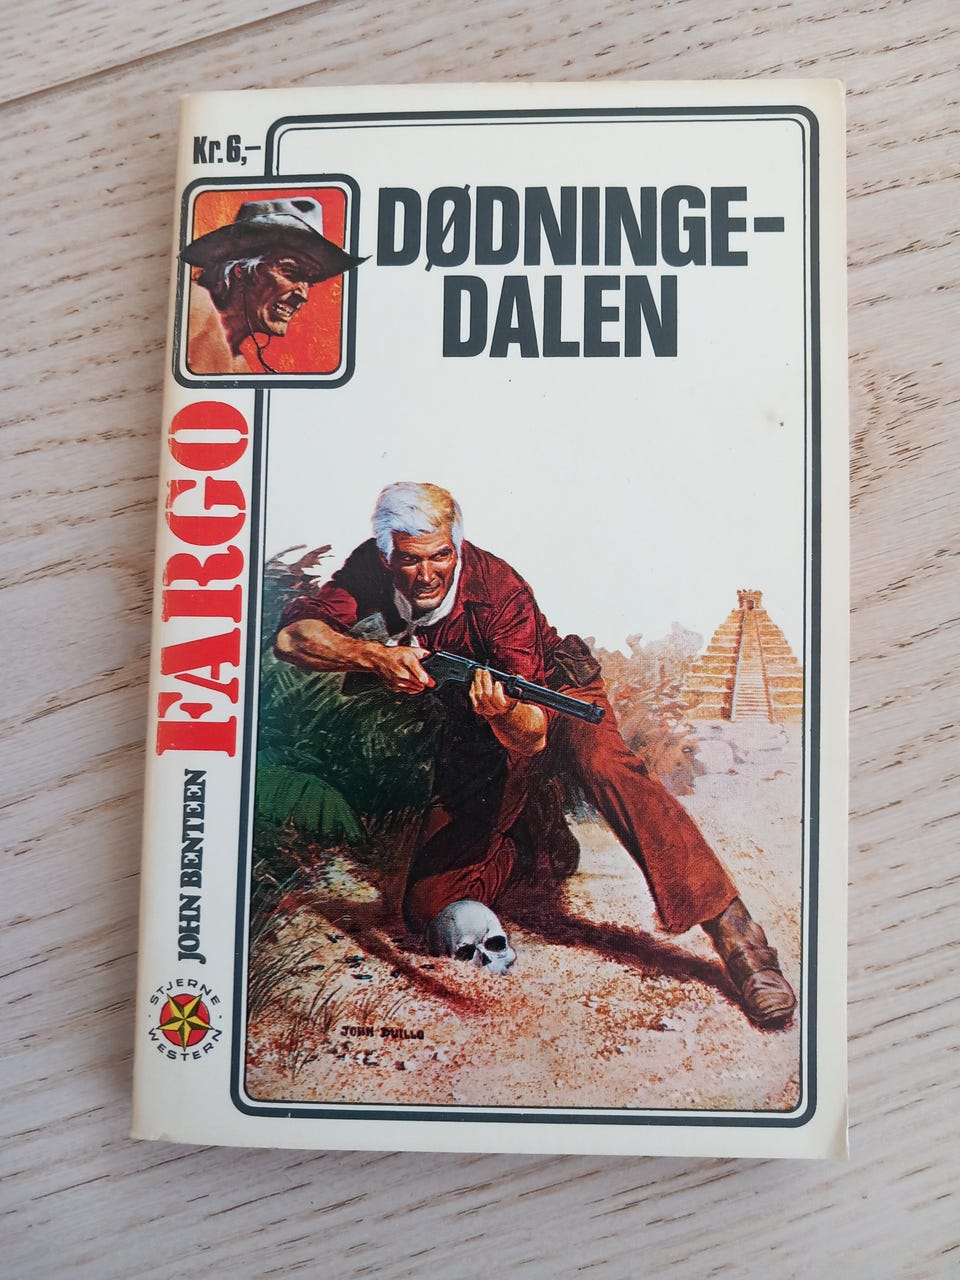 Kr. 6,–
DØDNINGE-
DALEN
FARGO
JOHN BENTEEN
STJERNE
WESTERN
JOHN DUILLO